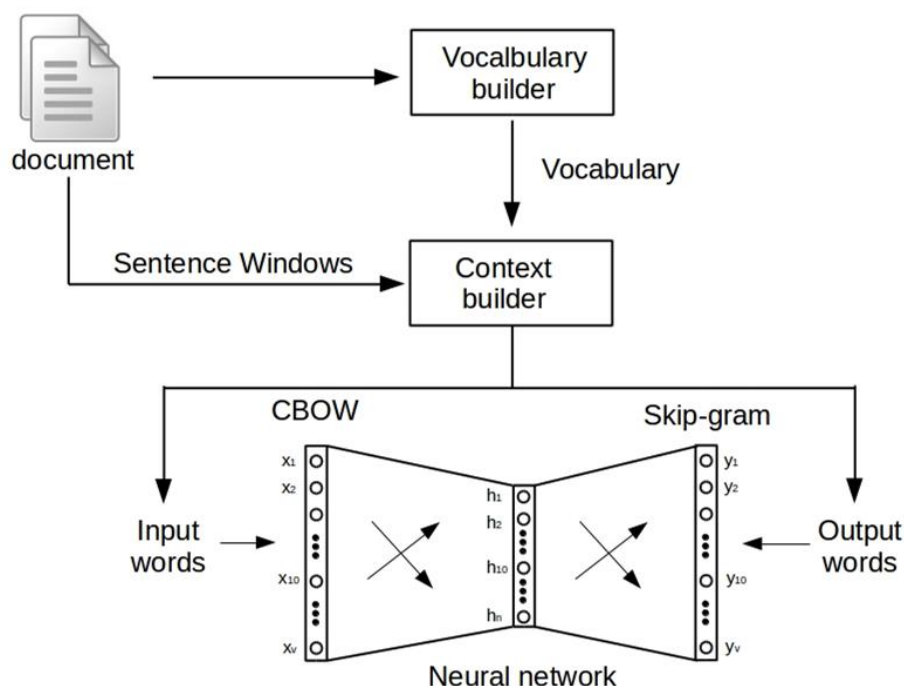 Vocalbulary
builder
document
Vocabulary
Sentence Windows
Context
builder
CBOW
Skip-gram
x1
x2
x10
xv
h1
h2
h10
hn
y1
y2
y10
yv
Input
words
Output
words
Neural network